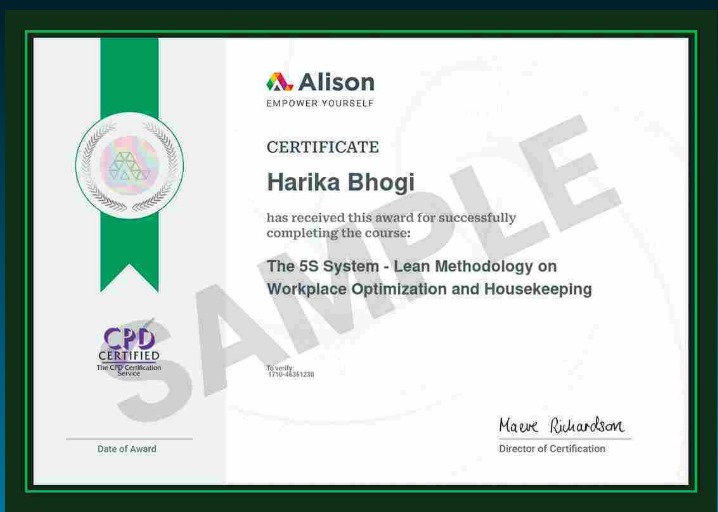 Alison
EMPOWER YOURSELF
CERTIFICATE
Harika Bhogi
has received this award for successfully
completing the course:
The 5S System - Lean Methodology on
Workplace Optimization and Housekeeping
SAMPLE
CPD
CERTIFIED
The CPD Certification
Service
To verify:
1710-46361230
Date of Award
Maeve Richardson
Director of Certification